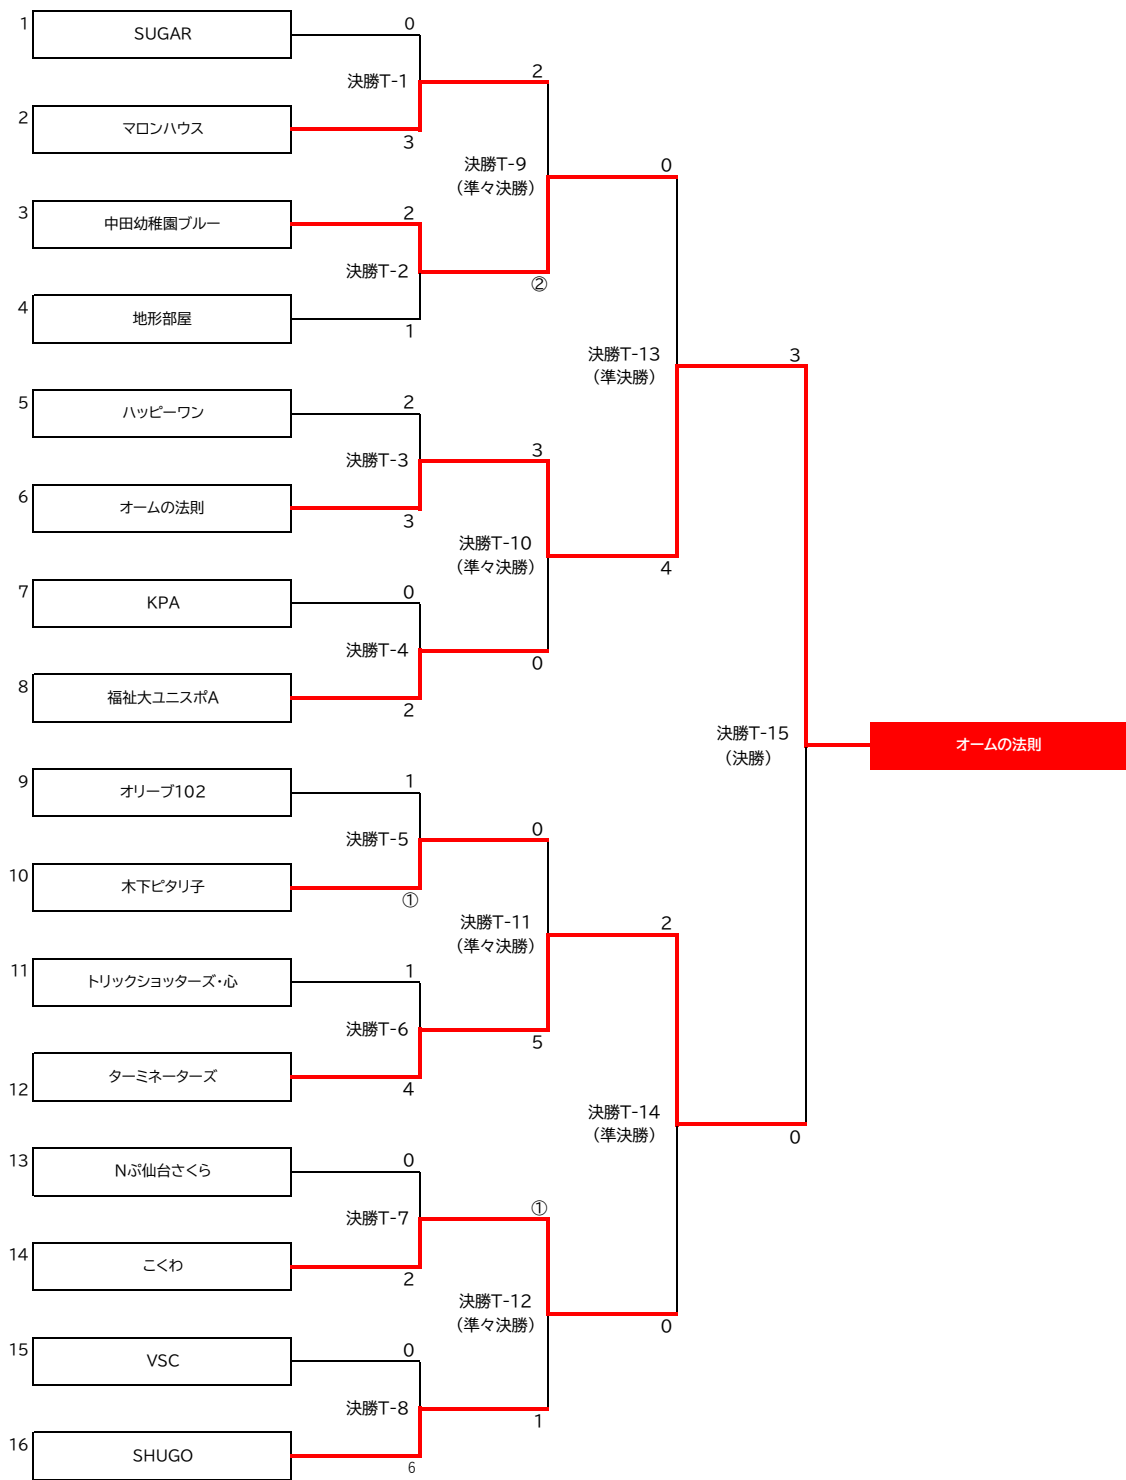 1
SUGAR
0
決勝T-1
2
2
マロンハウス
3
決勝T-9
(準々決勝)
0
3
中田幼稚園ブルー
2
決勝T-2
②
4
地形部屋
1
決勝T-13
(準決勝)
3
5
ハッピーワン
2
決勝T-3
3
6
オームの法則
3
決勝T-10
(準々決勝)
4
7
KPA
0
決勝T-4
0
8
福祉大ユニスポA
2
決勝T-15
(決勝)
オームの法則
9
オリーブ102
1
決勝T-5
0
10
木下ピタリ子
①
決勝T-11
(準々決勝)
2
11
トリックショッターズ・心
1
決勝T-6
5
12
ターミネーターズ
4
決勝T-14
(準決勝)
0
13
Nぷ仙台さくら
0
決勝T-7
①
14
こくわ
2
決勝T-12
(準々決勝)
0
15
VSC
0
決勝T-8
1
16
SHUGO
6